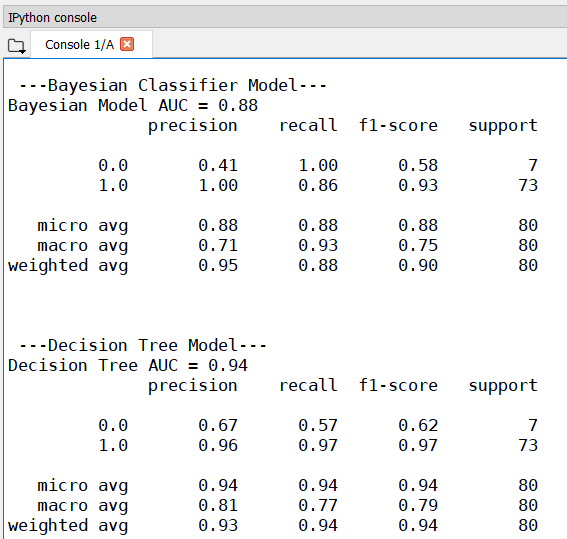 IPython console
Console 1/A
---Bayesian Classifier Model---
Bayesian Model AUC = 0.88
precision recall f1-score support
0.0 0.41 1.00 0.58 7
1.0 1.00 0.86 0.93 73
micro avg 0.88 0.88 0.88 80
macro avg 0.71 0.93 0.75 80
weighted avg 0.95 0.88 0.90 80
---Decision Tree Model---
Decision Tree AUC = 0.94
precision recall f1-score support
0.0 0.67 0.57 0.62 7
1.0 0.96 0.97 0.97 73
micro avg 0.94 0.94 0.94 80
macro avg 0.81 0.77 0.79 80
weighted avg 0.93 0.94 0.94 80